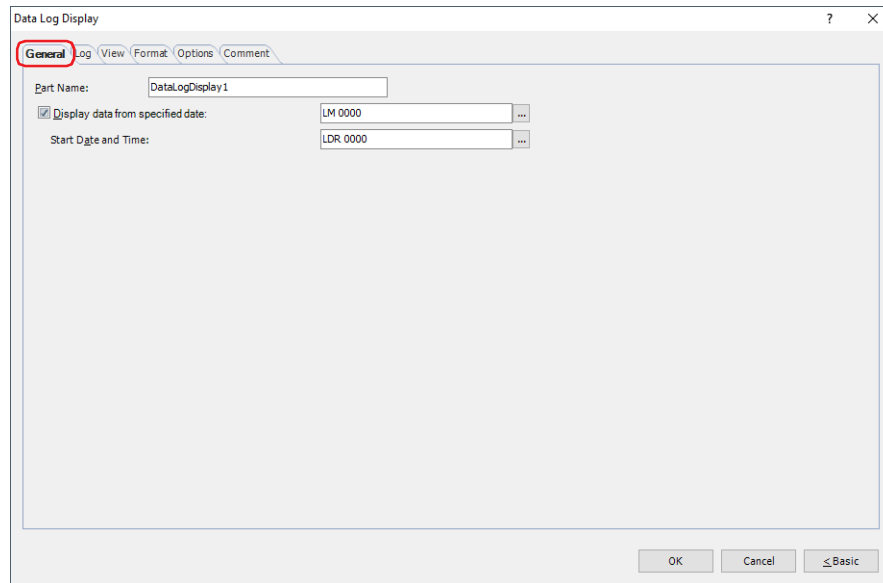 Data Log Display ? X
General Log View Format Options Comment
Part Name: DataLogDisplay1
Display data from specified date: LM 0000 ...
Start Date and Time: LDR 0000 ...
OK Cancel < Basic